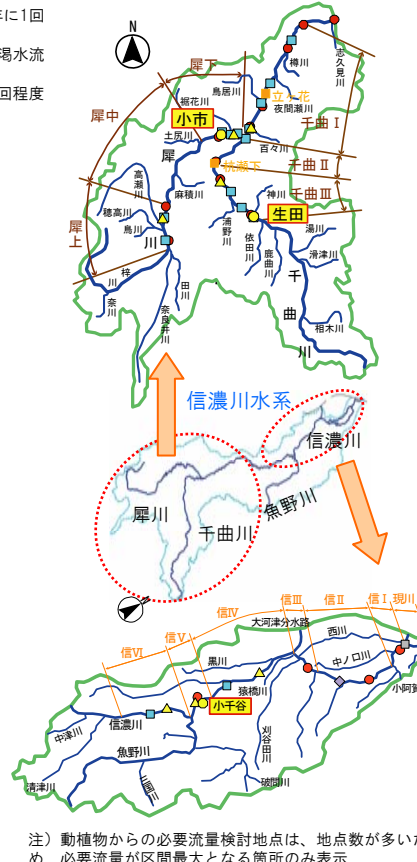 年に1回
渇水流
回程度
犀下
樽川
志久見川
鳥居川
立ヶ花
夜間瀬川
裾花川
犀中
小市
千曲Ⅰ
土尻川
百々川
犀
杭瀬下
千曲Ⅱ
高瀬川
麻積川
神川
千曲Ⅲ
穂高川
生田
烏川
浦野川
依田川
湯川
犀上
川
鹿曲川
滑津川
梓川
田川
千曲川
奈川
奈良井川
相木川
信濃川水系
信濃川
犀川
千曲川
魚野川
信Ⅳ
信Ⅲ
信Ⅱ
信Ⅰ
現川
大河津分水路
西川
信Ⅴ
信Ⅵ
黒川
中ノ口川
猿橋川
小阿賀
小千谷
信濃川
中津川
刈谷田川
魚野川
清津川
三国川
破間川
注）動植物からの必要流量検討地点は、地点数が多いた
め、必要流量が区間最大となる箇所のみ表示